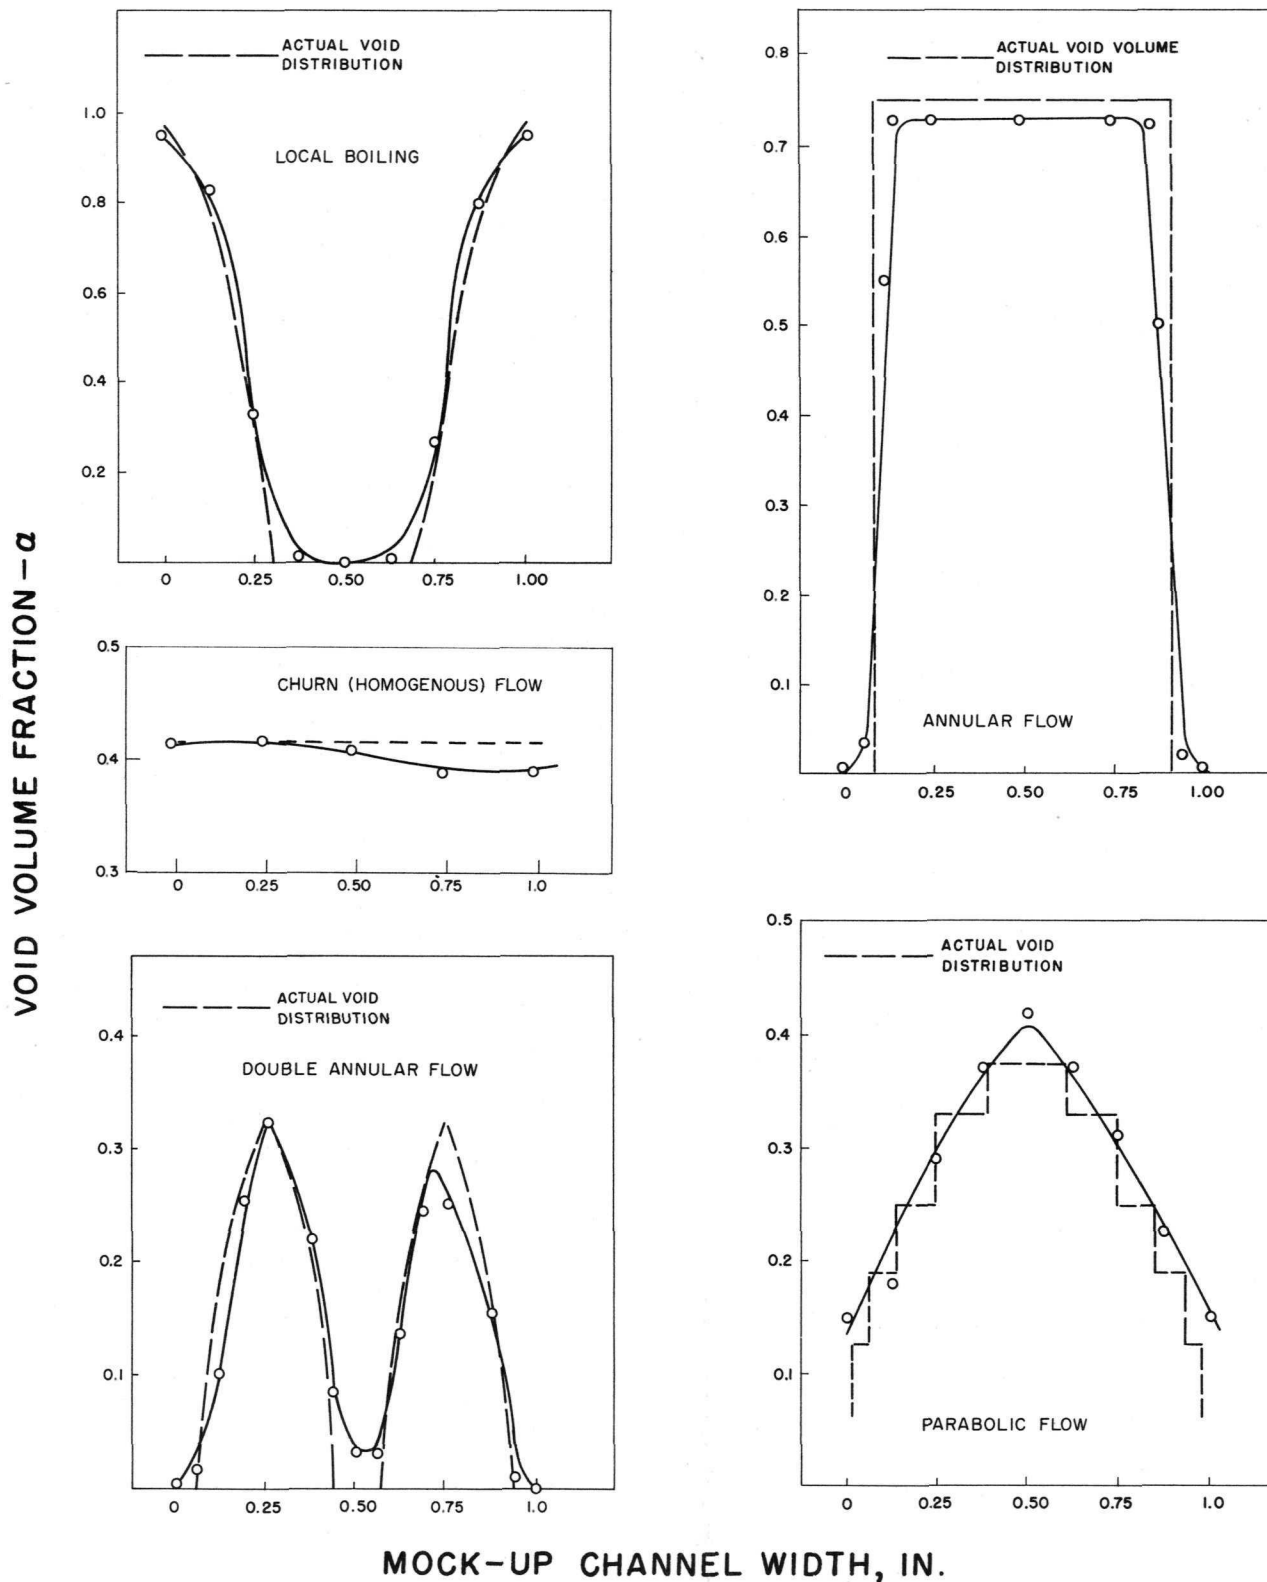 VOID VOLUME FRACTION – α
ACTUAL VOID
DISTRIBUTION
LOCAL BOILING
1.0
0.8
0.6
0.4
0.2
0 0.25 0.50 0.75 1.00
0.5
CHURN (HOMOGENOUS) FLOW
0.4
0.3
0 0.25 0.50 0.75 1.0
ACTUAL VOID
DISTRIBUTION
0.4
DOUBLE ANNULAR FLOW
0.3
0.2
0.1
0 0.25 0.50 0.75 1.0
0.8
ACTUAL VOID VOLUME
DISTRIBUTION
0.7
0.6
0.5
0.4
0.3
0.2
0.1
ANNULAR FLOW
0 0.25 0.50 0.75 1.00
0.5
ACTUAL VOID
DISTRIBUTION
0.4
0.3
0.2
0.1
PARABOLIC FLOW
0 0.25 0.50 0.75 1.0
MOCK-UP CHANNEL WIDTH, IN.